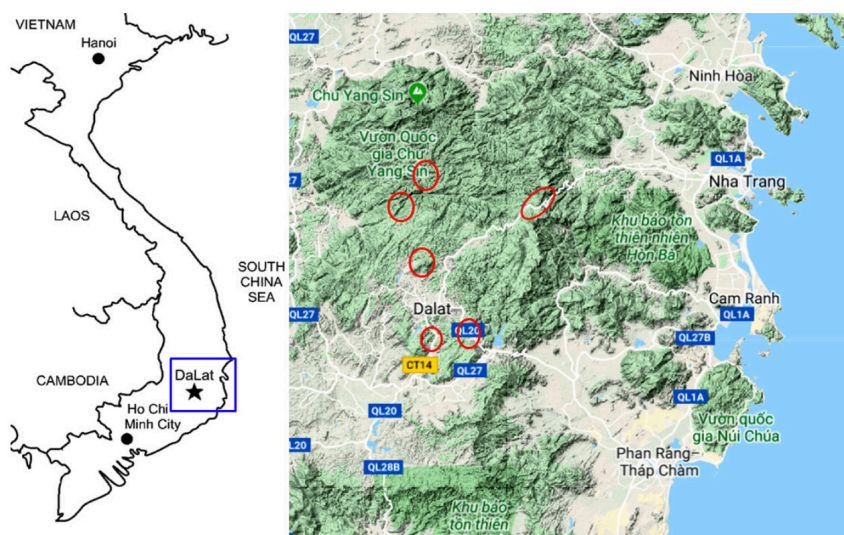 VIETNAM
Hanoi
LAOS
SOUTH
CHINA
SEA
CAMBODIA
DaLat
Ho Chi
Minh City
QL27
Ninh Hòa
Chư Yang Sin
Vườn Quốc
gia Chư
Yang Sin
QL1A
27
Nha Trang
Khu bảo tồn
thiên nhiên
Hòn Bà
QL27
Dalat
Cam Ranh
QL1A
QL20
QL27B
CT14
QL27
QL1A
QL20
Vườn quốc
gia Núi Chúa
L20
Phan Rang–
Tháp Chàm
QL28B
Khu bảo
tồn thiên